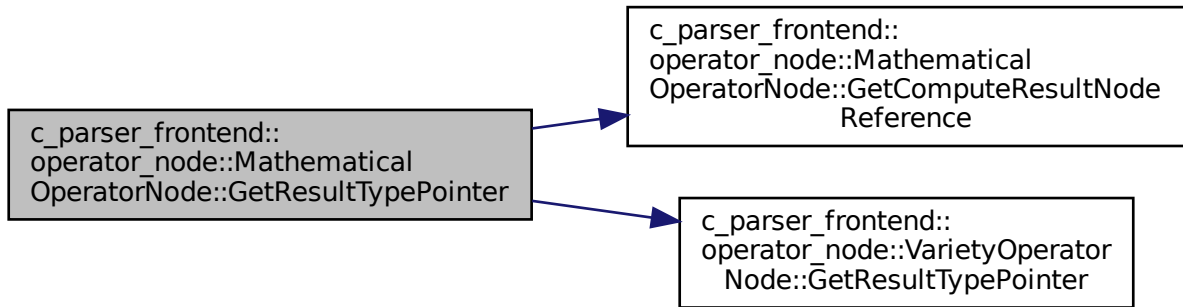 c_parser_frontend::
operator_node::Mathematical
OperatorNode::GetResultTypePointer
c_parser_frontend::
operator_node::Mathematical
OperatorNode::GetComputeResultNode
Reference
c_parser_frontend::
operator_node::VarietyOperator
Node::GetResultTypePointer